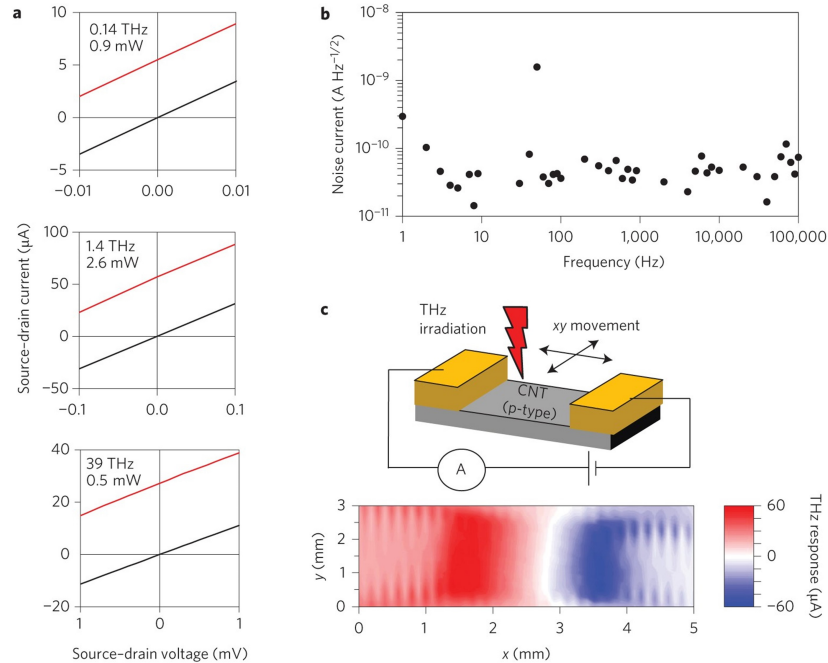 a
0.14 THz
0.9 mW
10
5
0
−5
−0.01
0.00
0.01
1.4 THz
2.6 mW
100
50
0
−50
−0.1
0.0
0.1
39 THz
0.5 mW
40
20
0
−20
1
0
1
Source–drain current (µA)
Source–drain voltage (mV)
b
Noise current (A Hz−1/2)
10−8
10−9
10−10
10−11
1
10
100
1,000
10,000
100,000
Frequency (Hz)
c
THz
irradiation
xy movement
CNT
(p-type)
A
y (mm)
3
2
1
0
0
1
2
3
4
5
x (mm)
60
0
−60
THz response (µA)